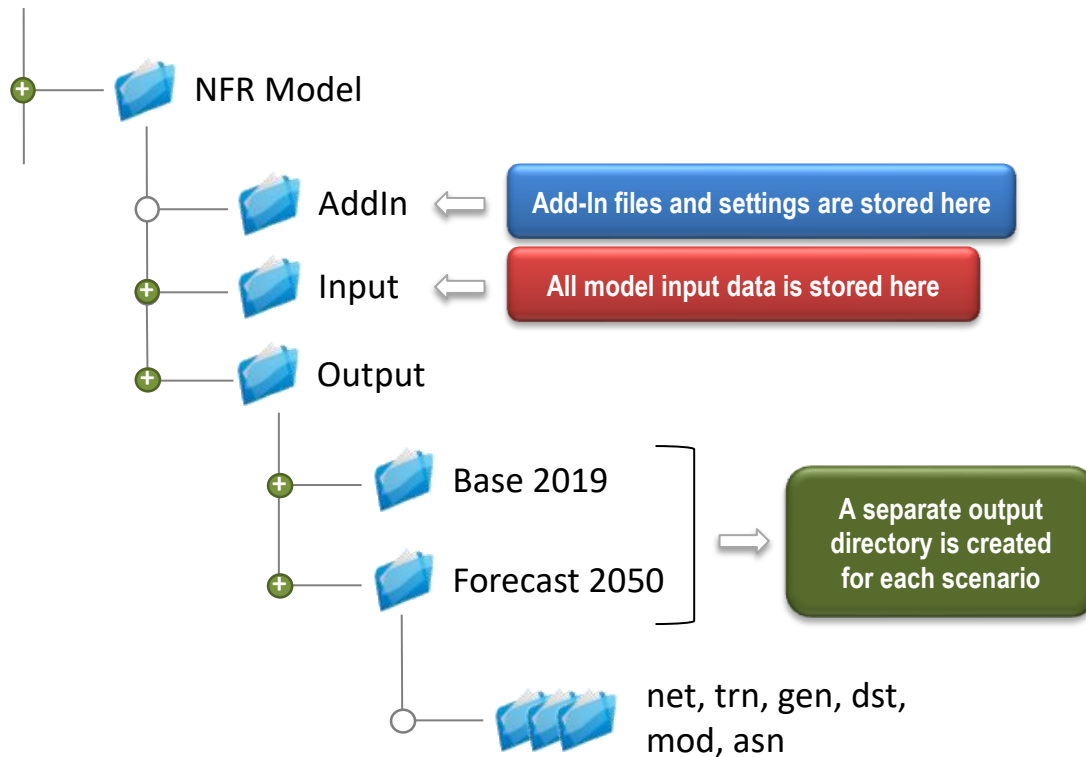 NFR Model
AddIn
Add-In files and settings are stored here
Input
All model input data is stored here
Output
Base 2019
Forecast 2050
A separate output
directory is created
for each scenario
net, trn, gen, dst,
mod, asn